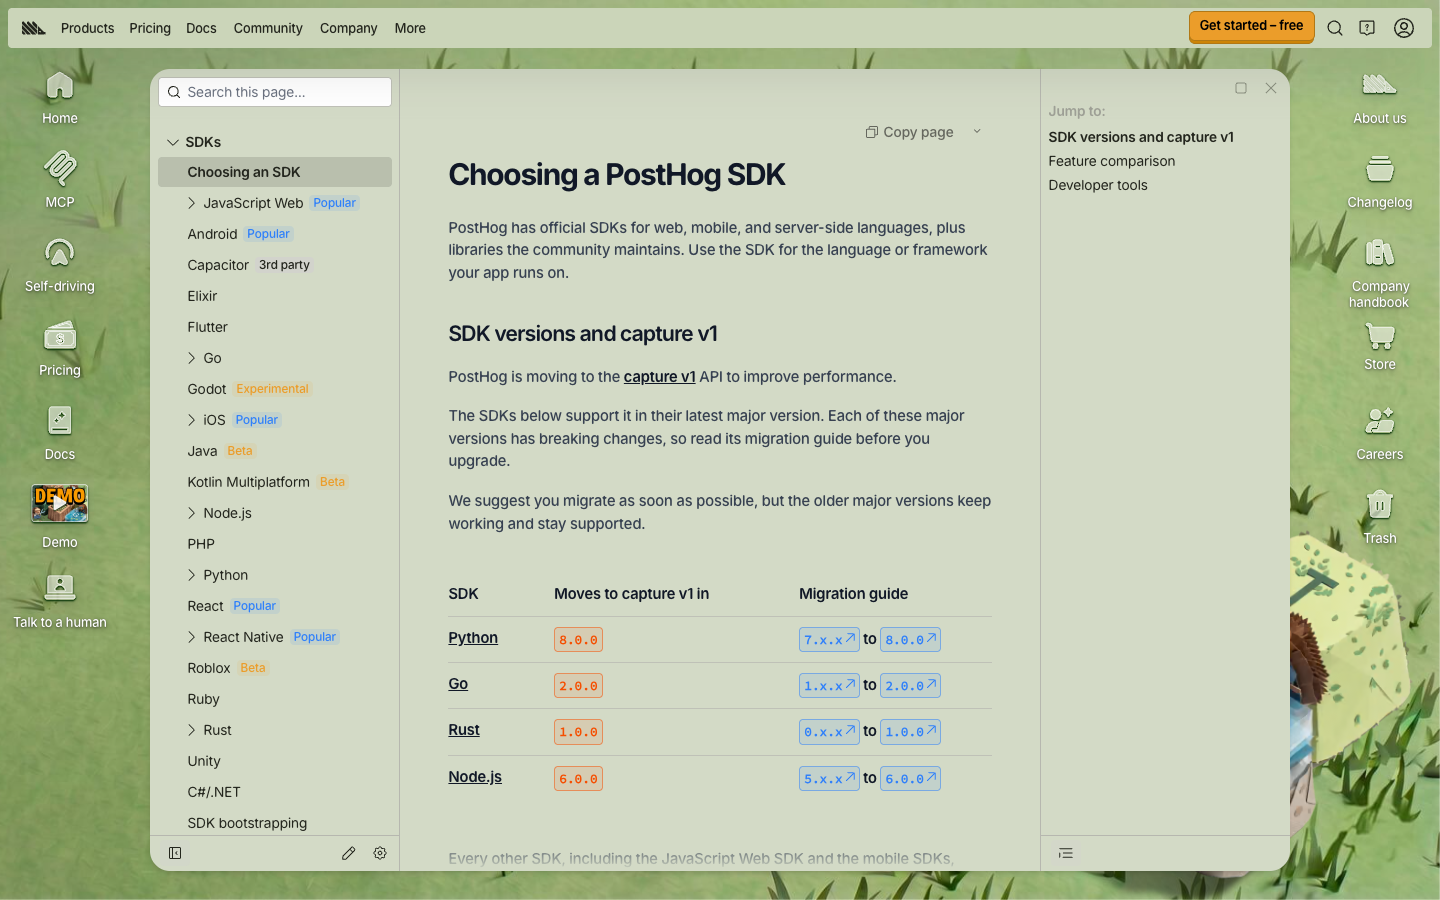 Products Pricing Docs Community Company More
Get started – free
Home
MCP
Self-driving
Pricing
Docs
DEMO
Demo
Talk to a human
Search this page...
SDKs
Choosing an SDK
JavaScript Web Popular
Android Popular
Capacitor 3rd party
Elixir
Flutter
Go
Godot Experimental
iOS Popular
Java Beta
Kotlin Multiplatform Beta
Node.js
PHP
Python
React Popular
React Native Popular
Roblox Beta
Ruby
Rust
Unity
C#/.NET
SDK bootstrapping
Copy page
Choosing a PostHog SDK
PostHog has official SDKs for web, mobile, and server-side languages, plus
libraries the community maintains. Use the SDK for the language or framework
your app runs on.
SDK versions and capture v1
PostHog is moving to the capture v1 API to improve performance.
The SDKs below support it in their latest major version. Each of these major
versions has breaking changes, so read its migration guide before you
upgrade.
We suggest you migrate as soon as possible, but the older major versions keep
working and stay supported.
SDK Moves to capture v1 in Migration guide
Python 8.0.0 7.x.x to 8.0.0
Go 2.0.0 1.x.x to 2.0.0
Rust 1.0.0 0.x.x to 1.0.0
Node.js 6.0.0 5.x.x to 6.0.0
Every other SDK, including the JavaScript Web SDK and the mobile SDKs,
Jump to:
SDK versions and capture v1
Feature comparison
Developer tools
About us
Changelog
Company
handbook
Store
Careers
Trash